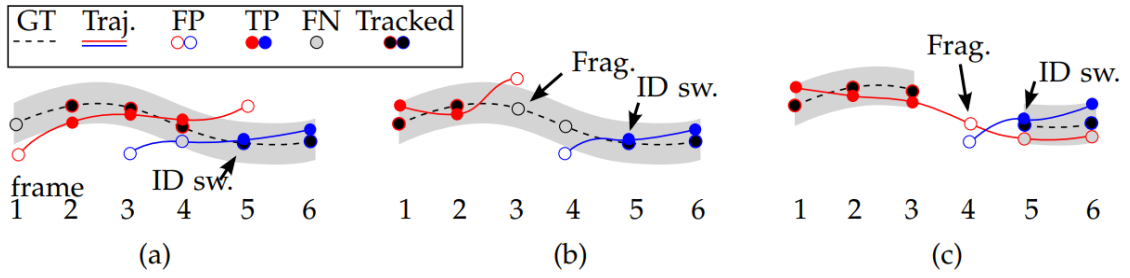 GT Traj. FP TP FN Tracked
Frag.
ID sw.
Frag.
ID sw.
ID sw.
frame
1 2 3 4 5 6
1 2 3 4 5 6
1 2 3 4 5 6
(a) (b) (c)